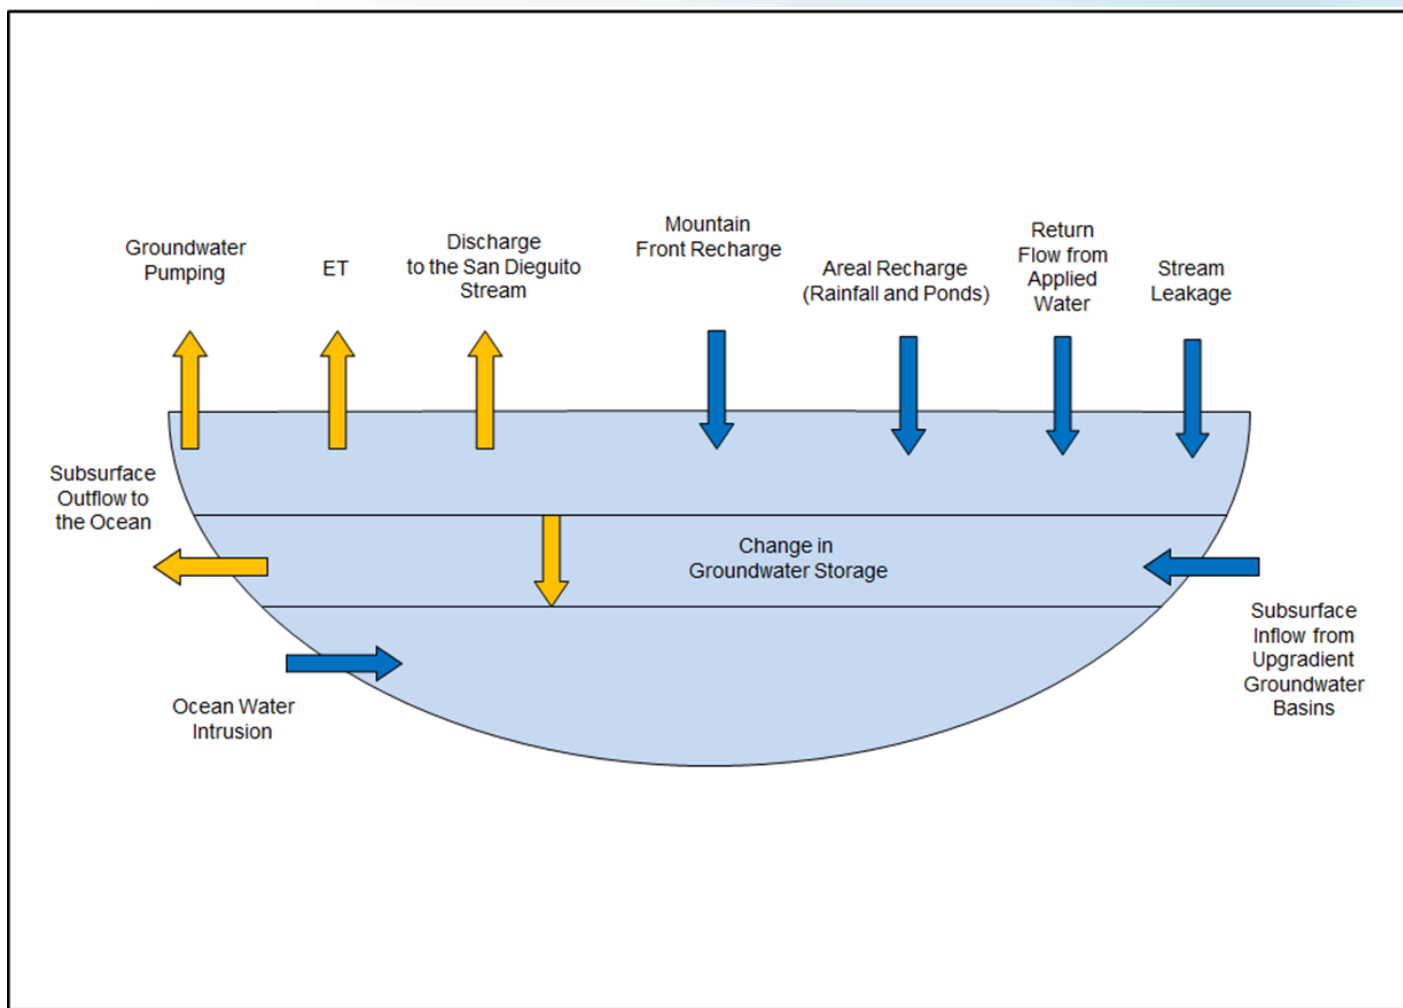 Groundwater
Pumping
ET
Discharge
to the San Dieguito
Stream
Mountain
Front Recharge
Areal Recharge
(Rainfall and Ponds)
Return
Flow from
Applied
Water
Stream
Leakage
Subsurface
Outflow to
the Ocean
Change in
Groundwater Storage
Subsurface
Inflow from
Upgradient
Groundwater
Basins
Ocean Water
Intrusion